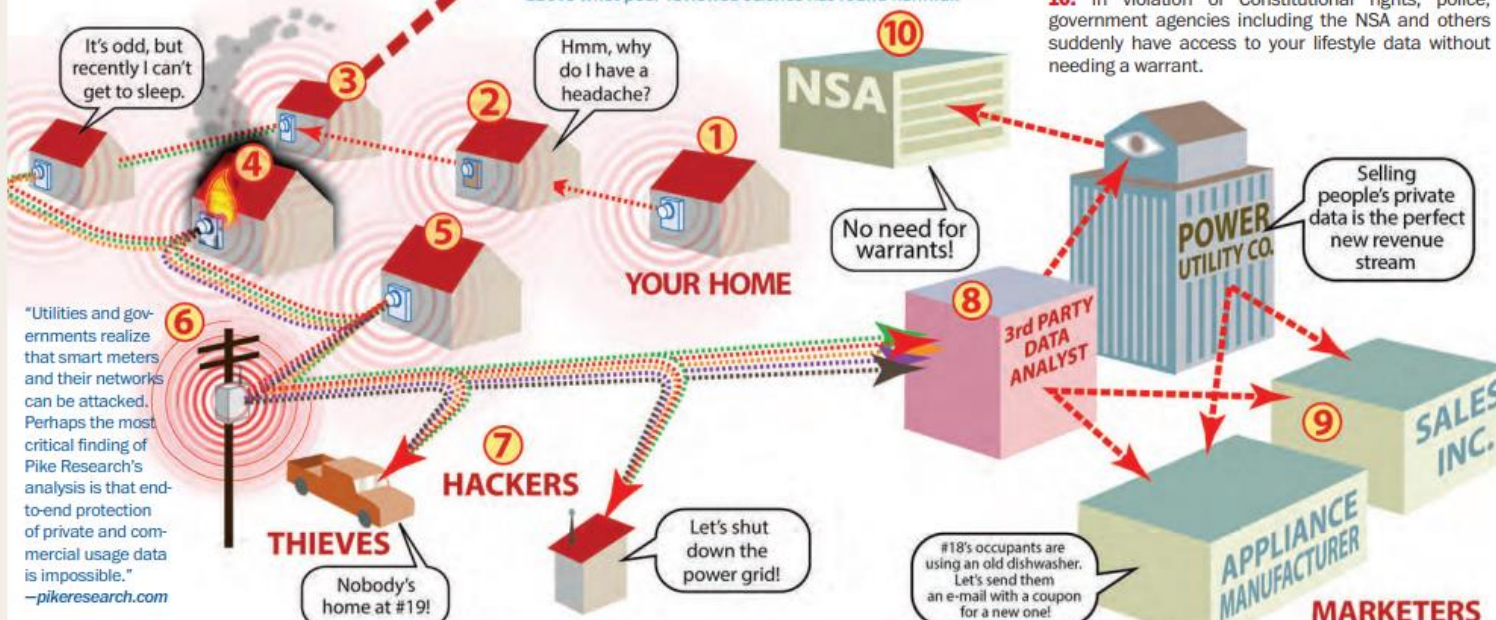 10. In violation of Constitutional rights, police,
government agencies including the NSA and others
suddenly have access to your lifestyle data without
needing a warrant.
It's odd, but
recently I can't
get to sleep.
3
2
Hmm, why
do I have a
headache?
1
10
NSA
4
5
YOUR HOME
No need for
warrants!
POWER
UTILITY CO.
Selling
people's private
data is the perfect
new revenue
stream
"Utilities and gov-
ernments realize
that smart meters
and their networks
can be attacked.
Perhaps the most
critical finding of
Pike Research's
analysis is that end-
to-end protection
of private and com-
mercial usage data
is impossible."
—pikeresearch.com
6
8
3rd PARTY
DATA
ANALYST
7
HACKERS
THIEVES
Nobody's
home at #19!
Let's shut
down the
power grid!
9
SALES
INC.
APPLIANCE
MANUFACTURER
#18's occupants are
using an old dishwasher.
Let's send them
an e-mail with a coupon
for a new one!
MARKETERS